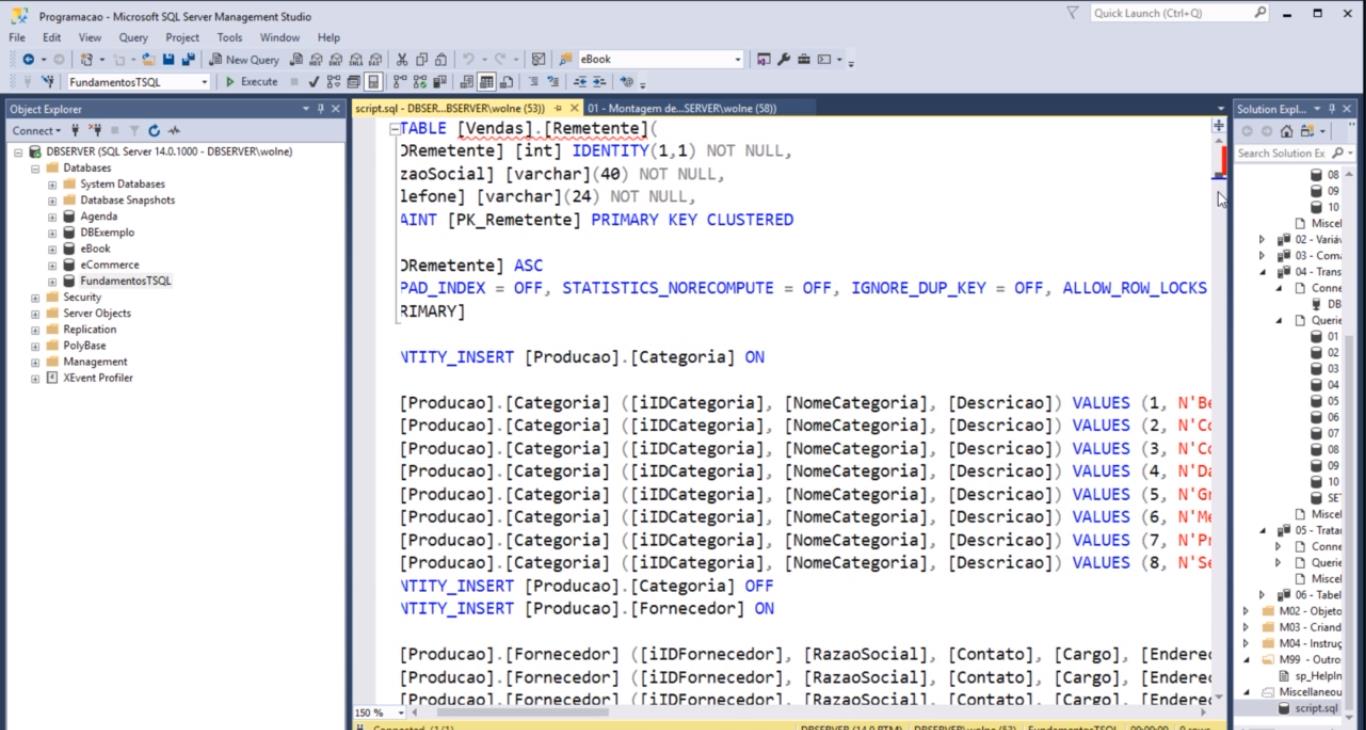 Programacao - Microsoft SQL Server Management Studio
Quick Launch (Ctrl+Q)
File Edit View Query Project Tools Window Help
New Query
eBook
FundamentosTSQL
Execute
Object Explorer
Connect
DBSERVER (SQL Server 14.0.1000 - DBSERVER\wolne)
Databases
System Databases
Database Snapshots
Agenda
DBExemplo
eBook
eCommerce
FundamentosTSQL
Security
Server Objects
Replication
PolyBase
Management
XEvent Profiler
script.sql - DBSER...BSERVER\wolne (53))
01 - Montagem de...SERVER\wolne (58))
TABLE [Vendas].[Remetente](
DRemetente] [int] IDENTITY(1,1) NOT NULL,
zaoSocial] [varchar](40) NOT NULL,
lefone] [varchar](24) NOT NULL,
AINT [PK_Remetente] PRIMARY KEY CLUSTERED
DRemetente] ASC
PAD_INDEX = OFF, STATISTICS_NORECOMPUTE = OFF, IGNORE_DUP_KEY = OFF, ALLOW_ROW_LOCKS
RIMARY]
NTITY_INSERT [Producao].[Categoria] ON
[Producao].[Categoria] ([iIDCategoria], [NomeCategoria], [Descricao]) VALUES (1, N'Be
[Producao].[Categoria] ([iIDCategoria], [NomeCategoria], [Descricao]) VALUES (2, N'Co
[Producao].[Categoria] ([iIDCategoria], [NomeCategoria], [Descricao]) VALUES (3, N'Co
[Producao].[Categoria] ([iIDCategoria], [NomeCategoria], [Descricao]) VALUES (4, N'Da
[Producao].[Categoria] ([iIDCategoria], [NomeCategoria], [Descricao]) VALUES (5, N'Gr
[Producao].[Categoria] ([iIDCategoria], [NomeCategoria], [Descricao]) VALUES (6, N'Me
[Producao].[Categoria] ([iIDCategoria], [NomeCategoria], [Descricao]) VALUES (7, N'Pr
[Producao].[Categoria] ([iIDCategoria], [NomeCategoria], [Descricao]) VALUES (8, N'Se
NTITY_INSERT [Producao].[Categoria] OFF
NTITY_INSERT [Producao].[Fornecedor] ON
[Producao].[Fornecedor] ([iIDFornecedor], [RazaoSocial], [Contato], [Cargo], [Enderec
[Producao].[Fornecedor] ([iIDFornecedor], [RazaoSocial], [Contato], [Cargo], [Enderec
[Producao].[Fornecedor] ([iIDFornecedor], [RazaoSocial], [Contato], [Cargo], [Enderec
150 %
Connected. (1/1)
DBSERVER (14.0 RTM) DBSERVER\wolne (53) FundamentosTSQL 00:00:00 0 rows
Solution Expl...
Search Solution Ex
08
09
10
Miscel
02 - Variáv
03 - Coma
04 - Trans
Conne
DB
Querie
01
02
03
04
05
06
07
08
09
10
SE
Miscel
05 - Tratar
Conne
Querie
Miscel
06 - Tabel
M02 - Objeto
M03 - Criand
M04 - Instruç
M99 - Outro
sp_HelpIn
Miscellaneou
script.sql